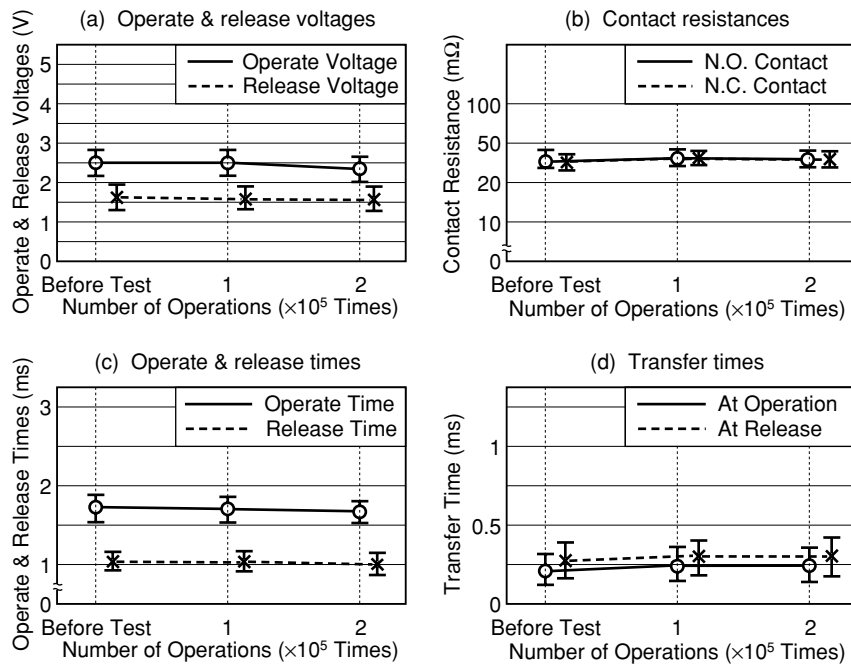 (a) Operate & release voltages
Operate & Release Voltages (V)
5
4
3
2
1
0
Operate Voltage
Release Voltage
Before Test 1 2
Number of Operations (×10⁵ Times)
(b) Contact resistances
Contact Resistance (mΩ)
100
50
20
10
0
N.O. Contact
N.C. Contact
Before Test 1 2
Number of Operations (×10⁵ Times)
(c) Operate & release times
Operate & Release Times (ms)
3
2
1
0
Operate Time
Release Time
Before Test 1 2
Number of Operations (×10⁵ Times)
(d) Transfer times
Transfer Time (ms)
1
0.5
0
At Operation
At Release
Before Test 1 2
Number of Operations (×10⁵ Times)